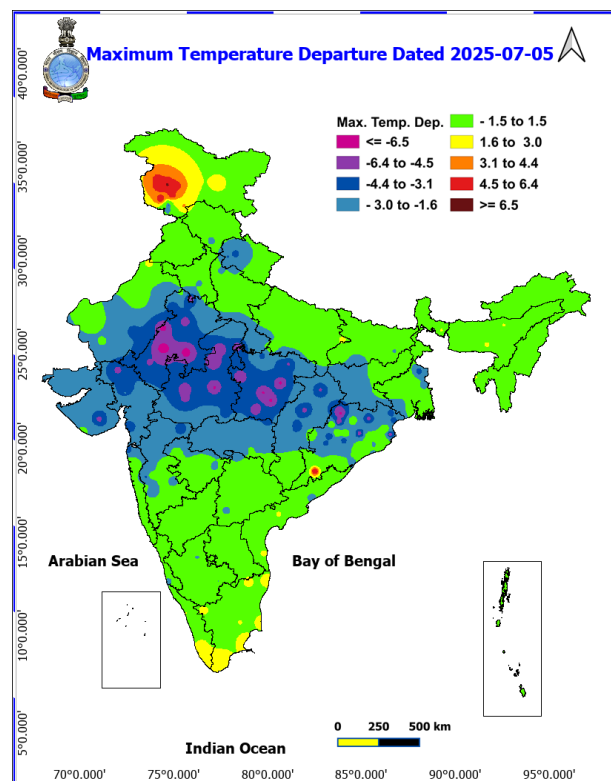 Maximum Temperature Departure Dated 2025-07-05
Max. Temp. Dep.
<= -6.5
-6.4 to -4.5
-4.4 to -3.1
- 3.0 to -1.6
- 1.5 to 1.5
1.6 to 3.0
3.1 to 4.4
4.5 to 6.4
>= 6.5
40°0.000'
35°0.000'
30°0.000'
25°0.000'
20°0.000'
15°0.000'
10°0.000'
5°0.000'
Arabian Sea
Bay of Bengal
Indian Ocean
0 250 500 km
70°0.000' 75°0.000' 80°0.000' 85°0.000' 90°0.000' 95°0.000'